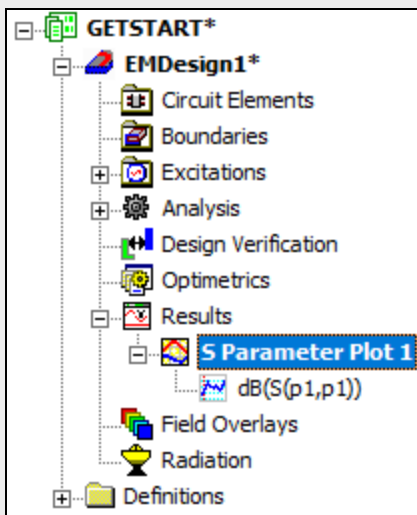 GETSTART*
EMDesign1*
Circuit Elements
Boundaries
Excitations
Analysis
Design Verification
Optimetrics
Results
S Parameter Plot 1
dB(S(p1,p1))
Field Overlays
Radiation
Definitions